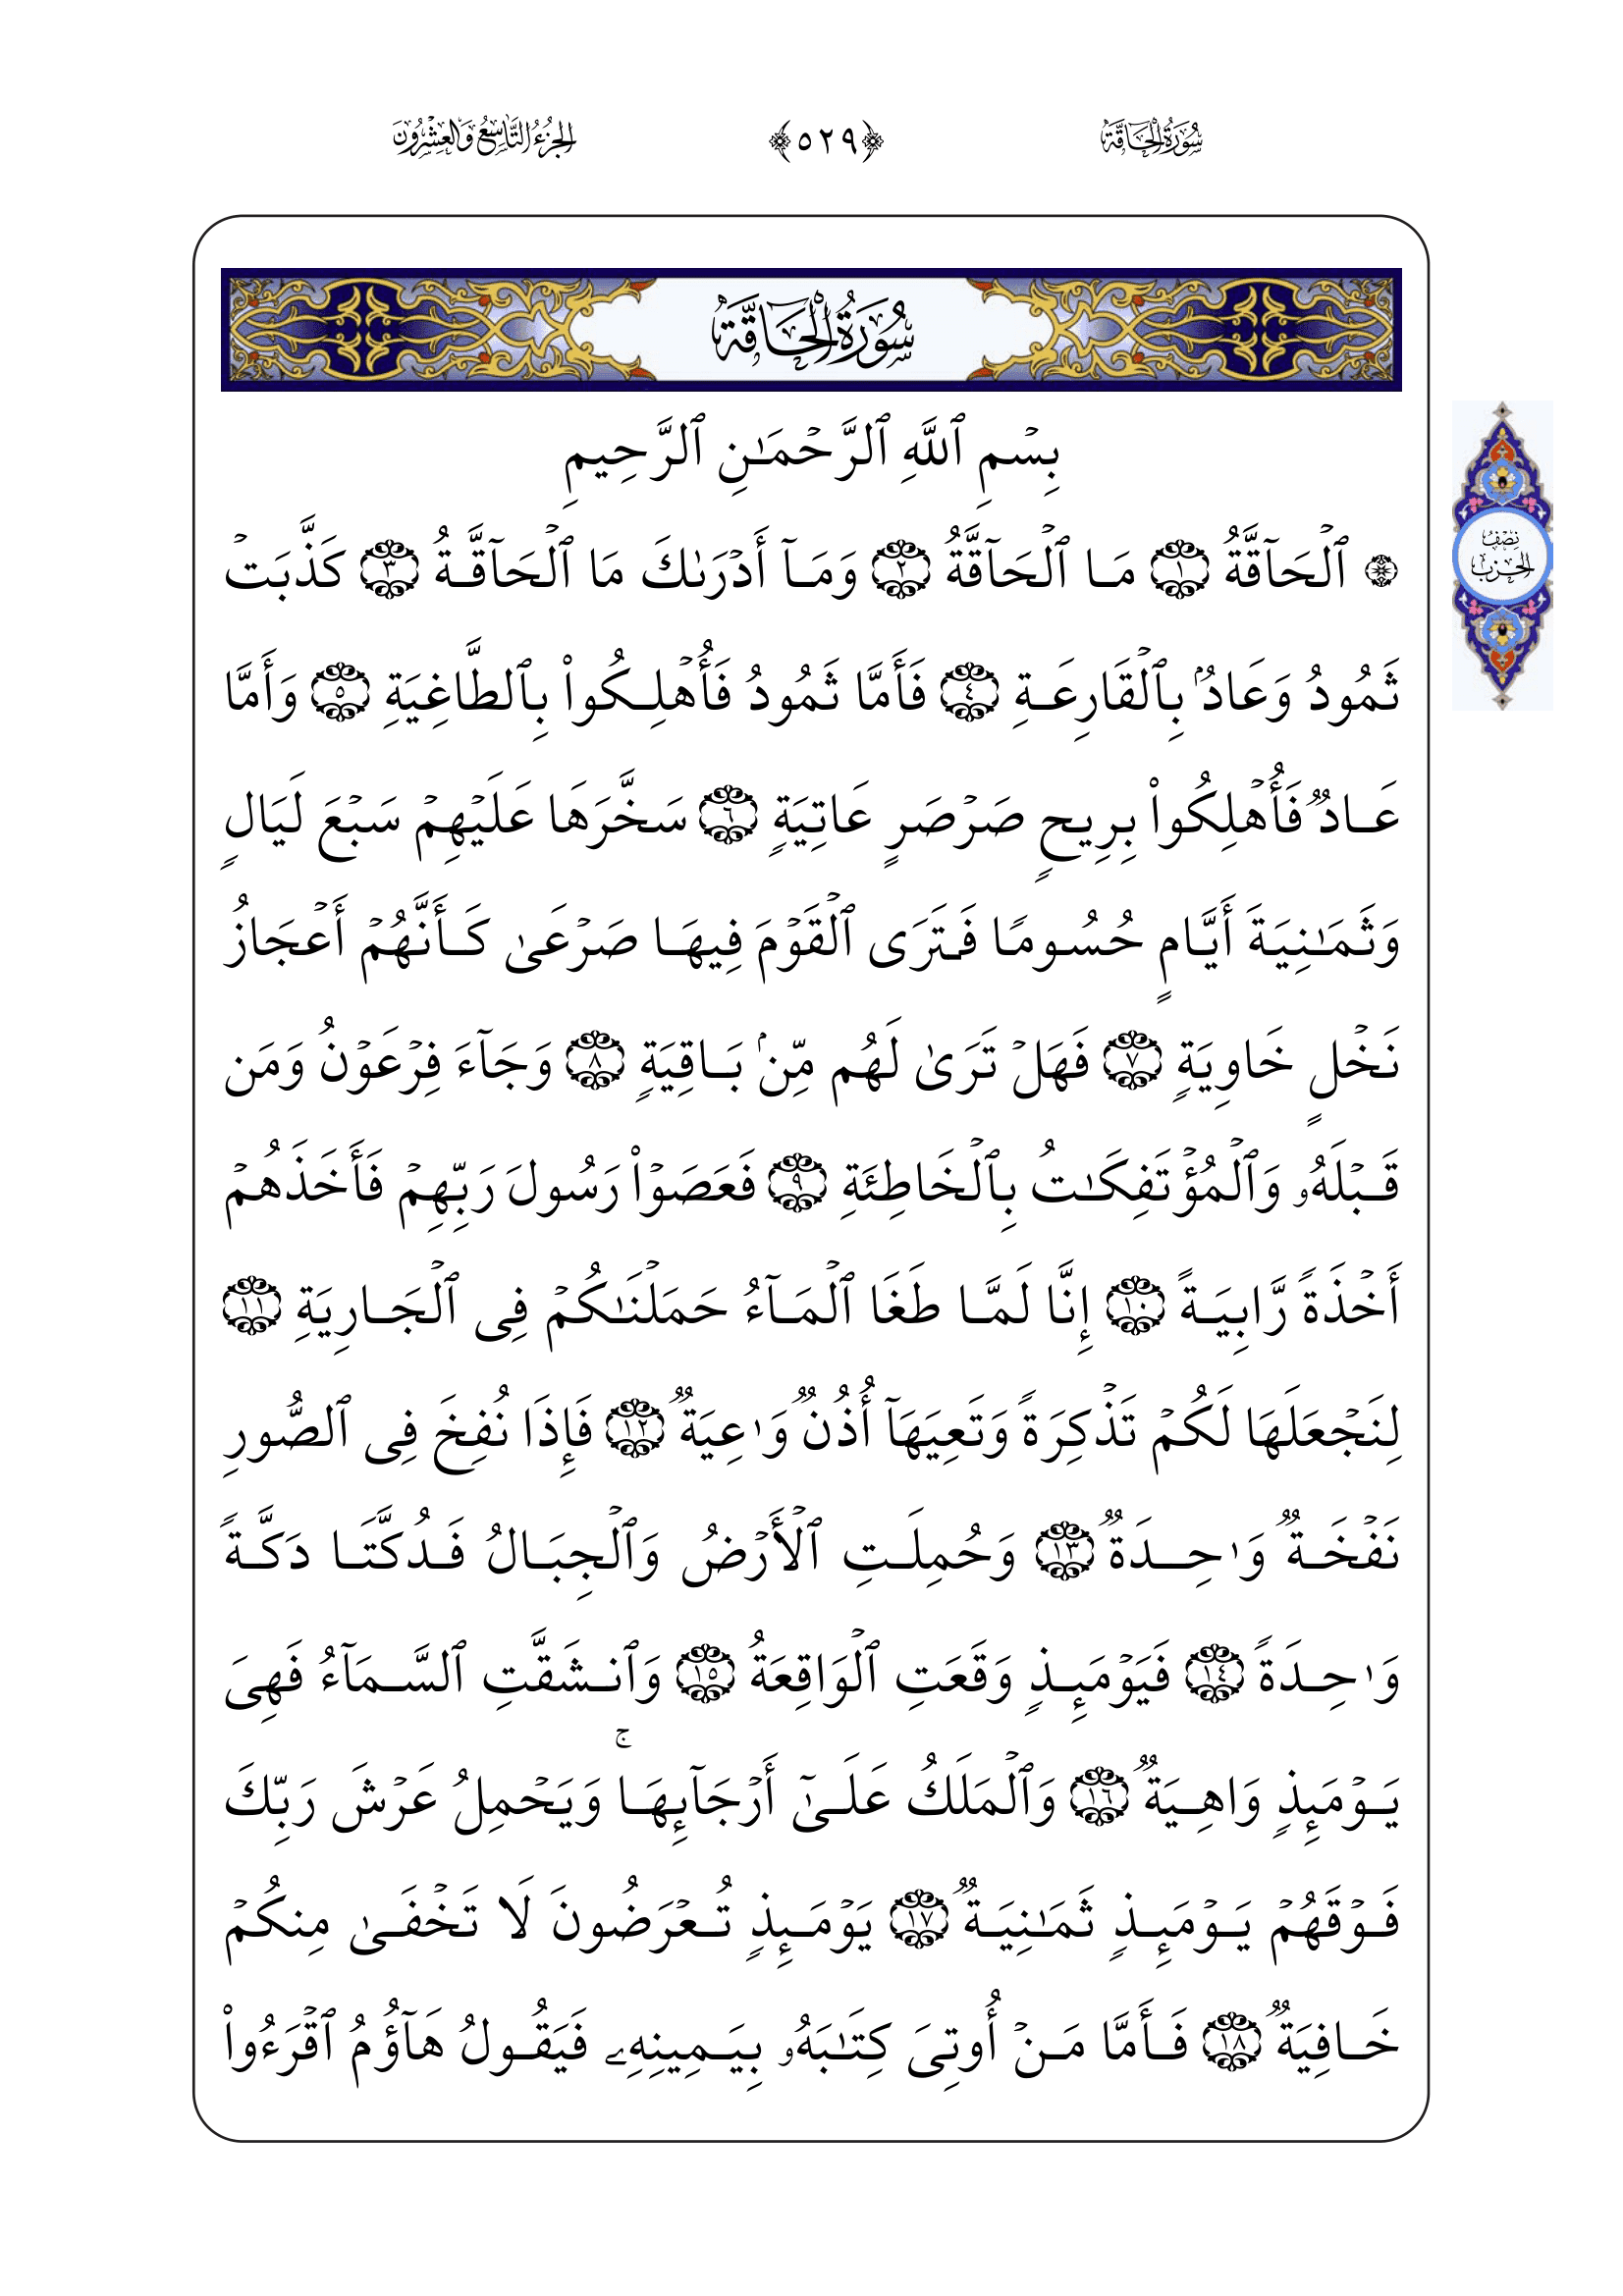 سُورَةُ الْحَاقَّةِ
﴿٥٢٩﴾
الجُزْءُ التَّاسِعُ وَالعِشْرُونَ
سُورَةُ الْحَاقَّةِ
بِسْمِ ٱللَّهِ ٱلرَّحْمَـٰنِ ٱلرَّحِيمِ
نِصْفُ
الحِزْبِ
۞ ٱلْحَآقَّةُ ١ مَا ٱلْحَآقَّةُ ٢ وَمَآ أَدْرَىٰكَ مَا ٱلْحَآقَّةُ ٣ كَذَّبَتْ
ثَمُودُ وَعَادٌۢ بِٱلْقَارِعَةِ ٤ فَأَمَّا ثَمُودُ فَأُهْلِكُوا۟ بِٱلطَّاغِيَةِ ٥ وَأَمَّا
عَادٌ فَأُهْلِكُوا۟ بِرِيحٍ صَرْصَرٍ عَاتِيَةٍ ٦ سَخَّرَهَا عَلَيْهِمْ سَبْعَ لَيَالٍ
وَثَمَـٰنِيَةَ أَيَّامٍ حُسُومًا فَتَرَى ٱلْقَوْمَ فِيهَا صَرْعَىٰ كَأَنَّهُمْ أَعْجَازُ
نَخْلٍ خَاوِيَةٍ ٧ فَهَلْ تَرَىٰ لَهُم مِّنۢ بَاقِيَةٍ ٨ وَجَآءَ فِرْعَوْنُ وَمَن
قَبْلَهُۥ وَٱلْمُؤْتَفِكَـٰتُ بِٱلْخَاطِئَةِ ٩ فَعَصَوْا۟ رَسُولَ رَبِّهِمْ فَأَخَذَهُمْ
أَخْذَةً رَّابِيَةً ١٠ إِنَّا لَمَّا طَغَا ٱلْمَآءُ حَمَلْنَـٰكُمْ فِى ٱلْجَارِيَةِ ١١
لِنَجْعَلَهَا لَكُمْ تَذْكِرَةً وَتَعِيَهَآ أُذُنٌ وَٰعِيَةٌ ١٢ فَإِذَا نُفِخَ فِى ٱلصُّورِ
نَفْخَةٌ وَٰحِدَةٌ ١٣ وَحُمِلَتِ ٱلْأَرْضُ وَٱلْجِبَالُ فَدُكَّتَا دَكَّةً
وَٰحِدَةً ١٤ فَيَوْمَئِذٍ وَقَعَتِ ٱلْوَاقِعَةُ ١٥ وَٱنشَقَّتِ ٱلسَّمَآءُ فَهِىَ
يَوْمَئِذٍ وَاهِيَةٌ ١٦ وَٱلْمَلَكُ عَلَىٰٓ أَرْجَآئِهَا ۚ وَيَحْمِلُ عَرْشَ رَبِّكَ
فَوْقَهُمْ يَوْمَئِذٍ ثَمَـٰنِيَةٌ ١٧ يَوْمَئِذٍ تُعْرَضُونَ لَا تَخْفَىٰ مِنكُمْ
خَافِيَةٌ ١٨ فَأَمَّا مَنْ أُوتِىَ كِتَـٰبَهُۥ بِيَمِينِهِۦ فَيَقُولُ هَآؤُمُ ٱقْرَءُوا۟